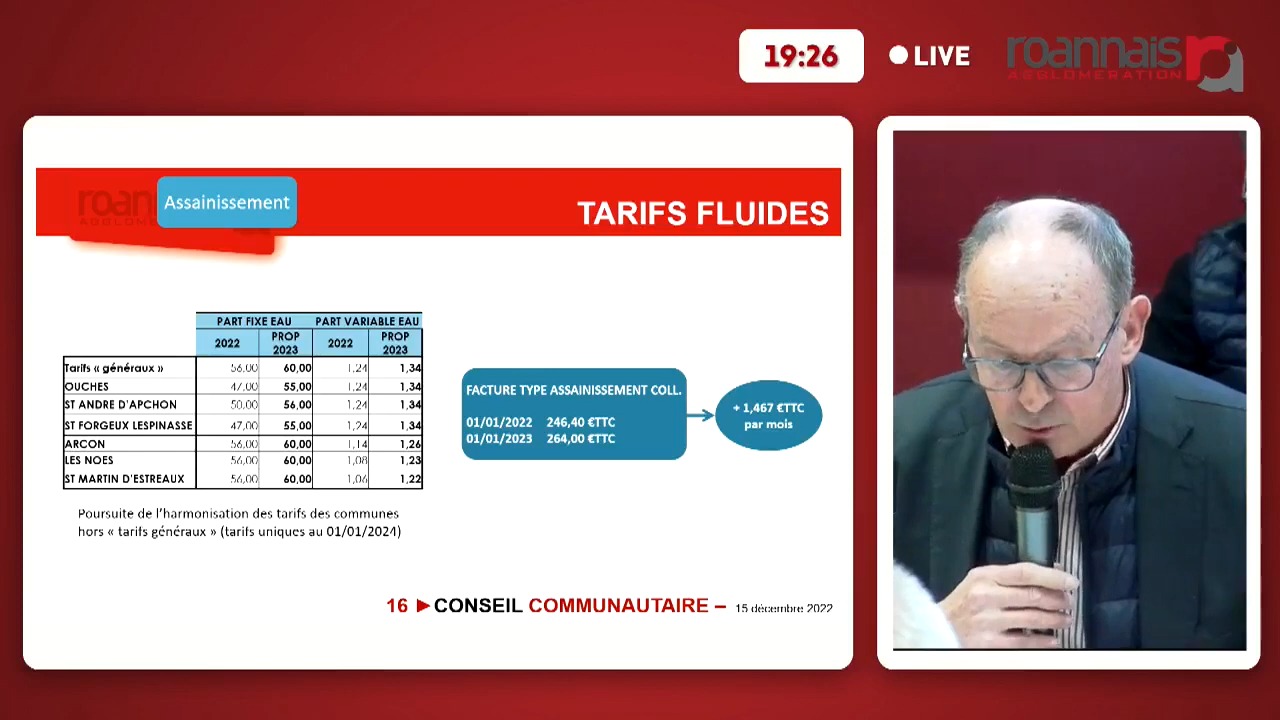 19:26
LIVE
roannais
AGGLOMÉRATION
Assainissement
TARIFS FLUIDES
PART FIXE EAU PART VARIABLE EAU
2022 PROP 2023 2022 PROP 2023
Tarifs « généraux » 56,00 60,00 1,24 1,34
OUCHES 47,00 55,00 1,24 1,34
ST ANDRE D'APCHON 50,00 56,00 1,24 1,34
ST FORGEUX LESPINASSE 47,00 55,00 1,24 1,34
ARCON 56,00 60,00 1,14 1,26
LES NOES 56,00 60,00 1,08 1,23
ST MARTIN D'ESTREAUX 56,00 60,00 1,06 1,22
Poursuite de l'harmonisation des tarifs des communes
hors « tarifs généraux » (tarifs uniques au 01/01/2024)
FACTURE TYPE ASSAINISSEMENT COLL.
01/01/2022 246,40 €TTC
01/01/2023 264,00 €TTC
+ 1,467 €TTC
par mois
16 ►CONSEIL COMMUNAUTAIRE – 15 décembre 2022